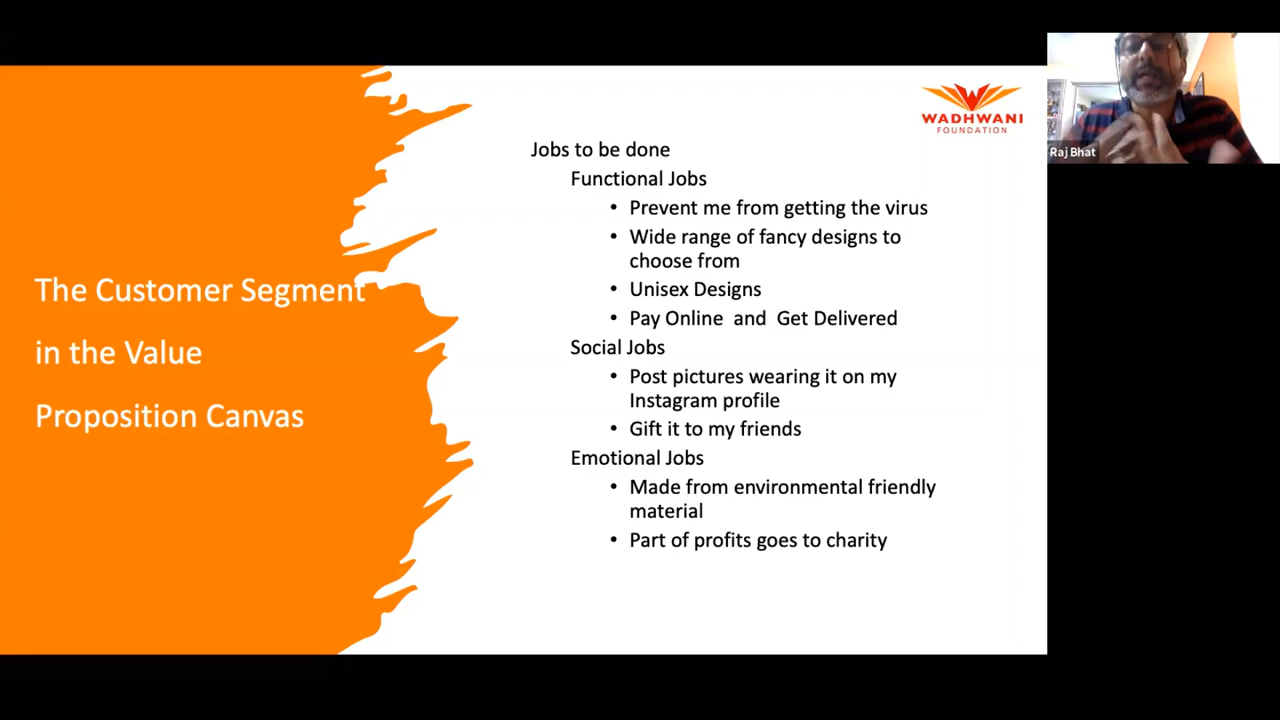 The Customer Segment
in the Value
Proposition Canvas
Jobs to be done
Functional Jobs
• Prevent me from getting the virus
• Wide range of fancy designs to
choose from
• Unisex Designs
• Pay Online and Get Delivered
Social Jobs
• Post pictures wearing it on my
Instagram profile
• Gift it to my friends
Emotional Jobs
• Made from environmental friendly
material
• Part of profits goes to charity
WADHWANI
FOUNDATION
Raj Bhat